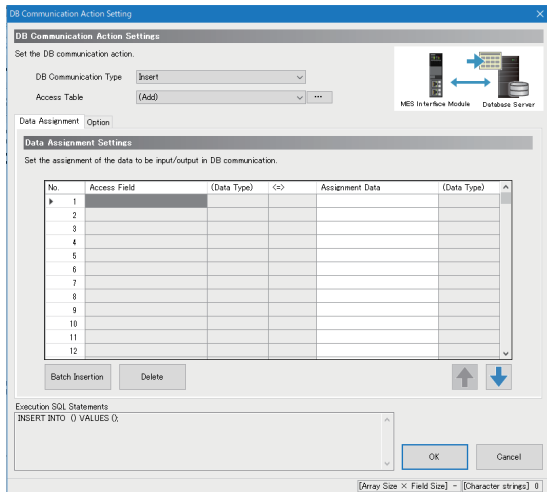 DB Communication Action Setting
DB Communication Action Settings
Set the DB communication action.
DB Communication Type Insert
Access Table (Add) ...
MES Interface Module Database Server
Data Assignment Option
Data Assignment Settings
Set the assignment of the data to be input/output in DB communication.
No. Access Field (Data Type) <=> Assignment Data (Data Type)
1
2
3
4
5
6
7
8
9
10
11
12
Batch Insertion Delete
Execution SQL Statements
INSERT INTO () VALUES ();
OK Cancel
[Array Size × Field Size] - [Character strings] 0